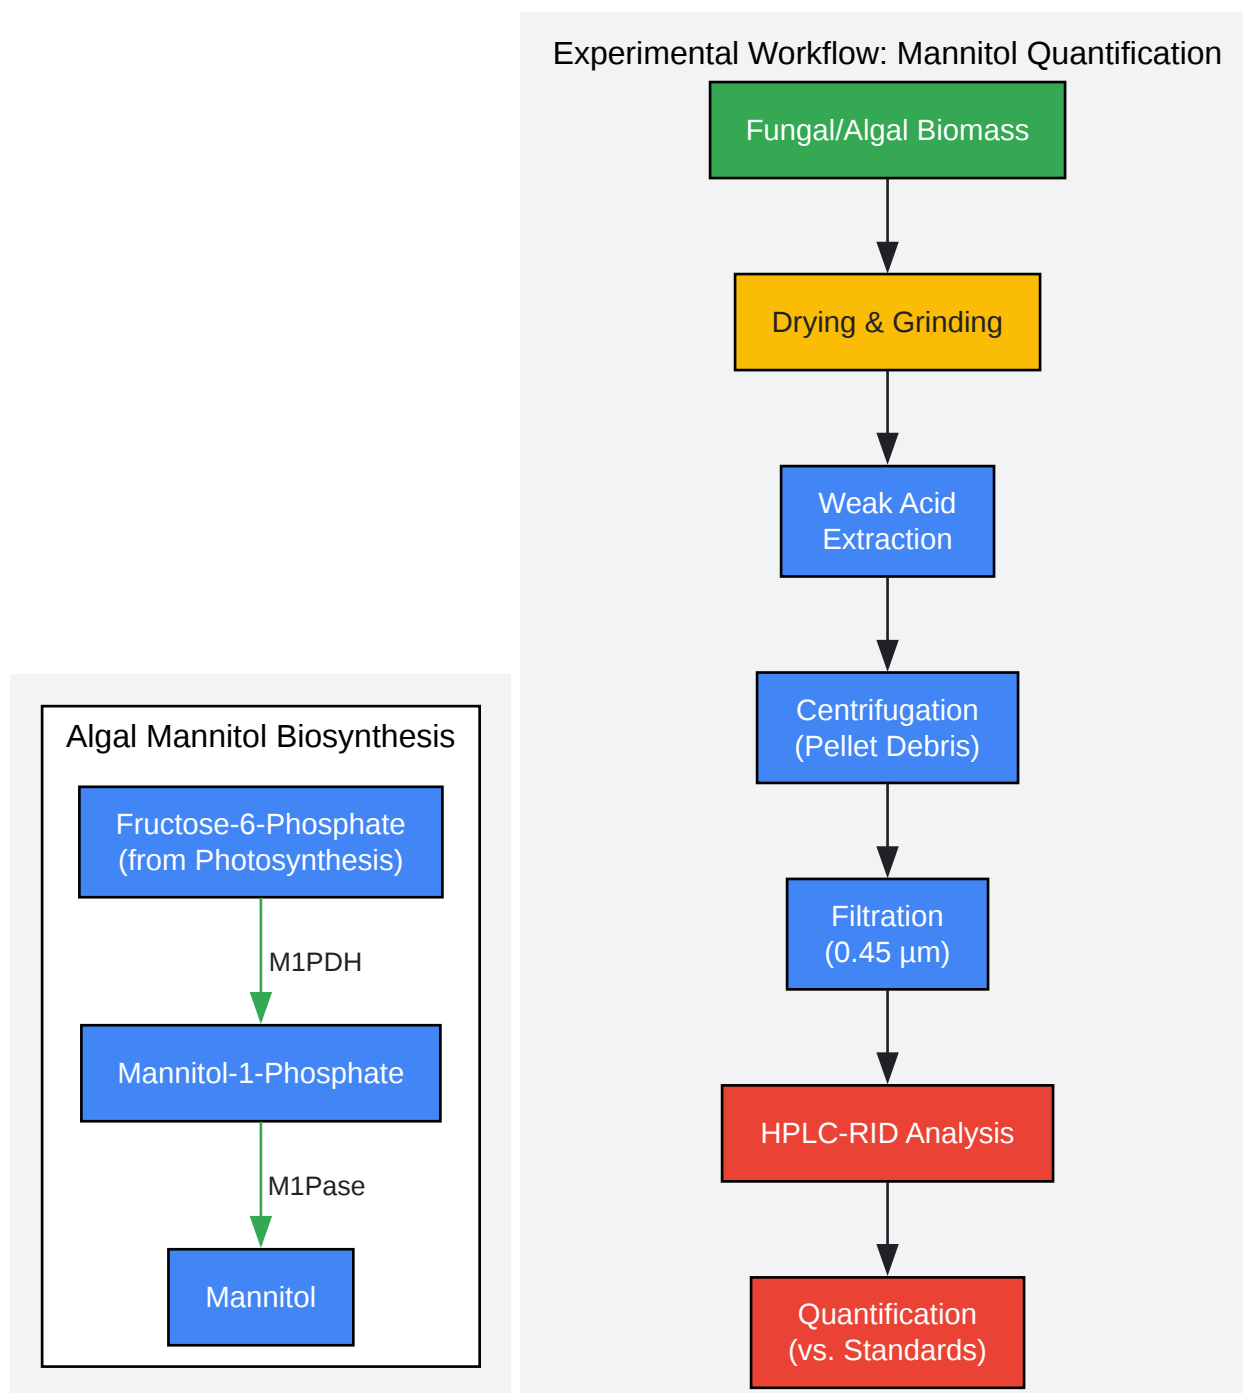 Experimental Workflow: Mannitol Quantification
Fungal/Algal Biomass
Drying & Grinding
Weak Acid
Extraction
Centrifugation
(Pellet Debris)
Filtration
(0.45 µm)
HPLC-RID Analysis
Quantification
(vs. Standards)
Algal Mannitol Biosynthesis
Fructose-6-Phosphate
(from Photosynthesis)
M1PDH
Mannitol-1-Phosphate
M1Pase
Mannitol